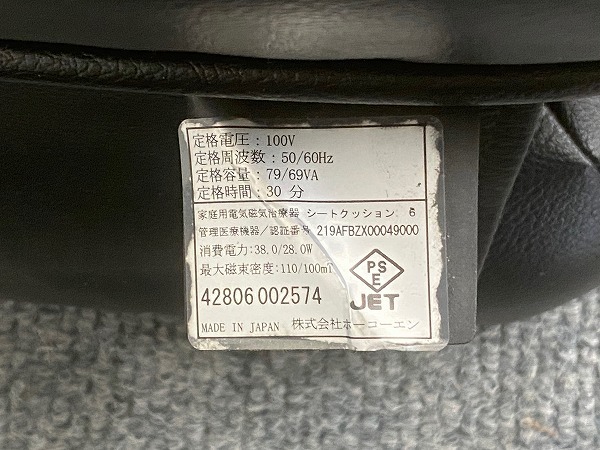 定格電圧：100V
定格周波数：50/60Hz
定格容量：79/69VA
定格時間：30 分
家庭用電気磁気治療器 シートクッション 6
管理医療機器／認証番号 219AFBZX00049000
消費電力:38.0/28.0W
最大磁束密度:110/100mT
PSE
42806 002574
JET
MADE IN JAPAN 株式会社ホーコーエン